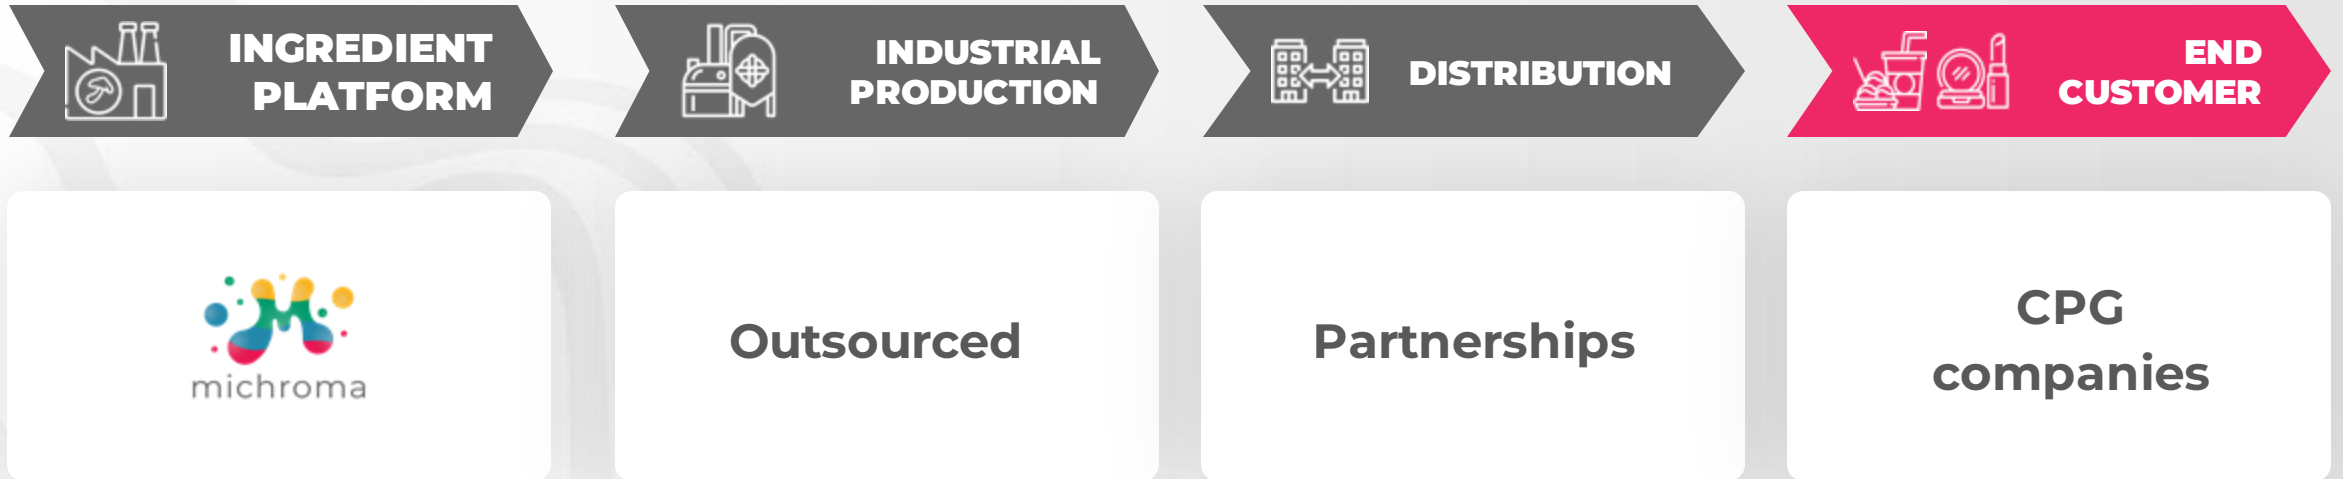 INGREDIENT
PLATFORM
INDUSTRIAL
PRODUCTION
DISTRIBUTION
END
CUSTOMER
michroma
Outsourced
Partnerships
CPG
companies